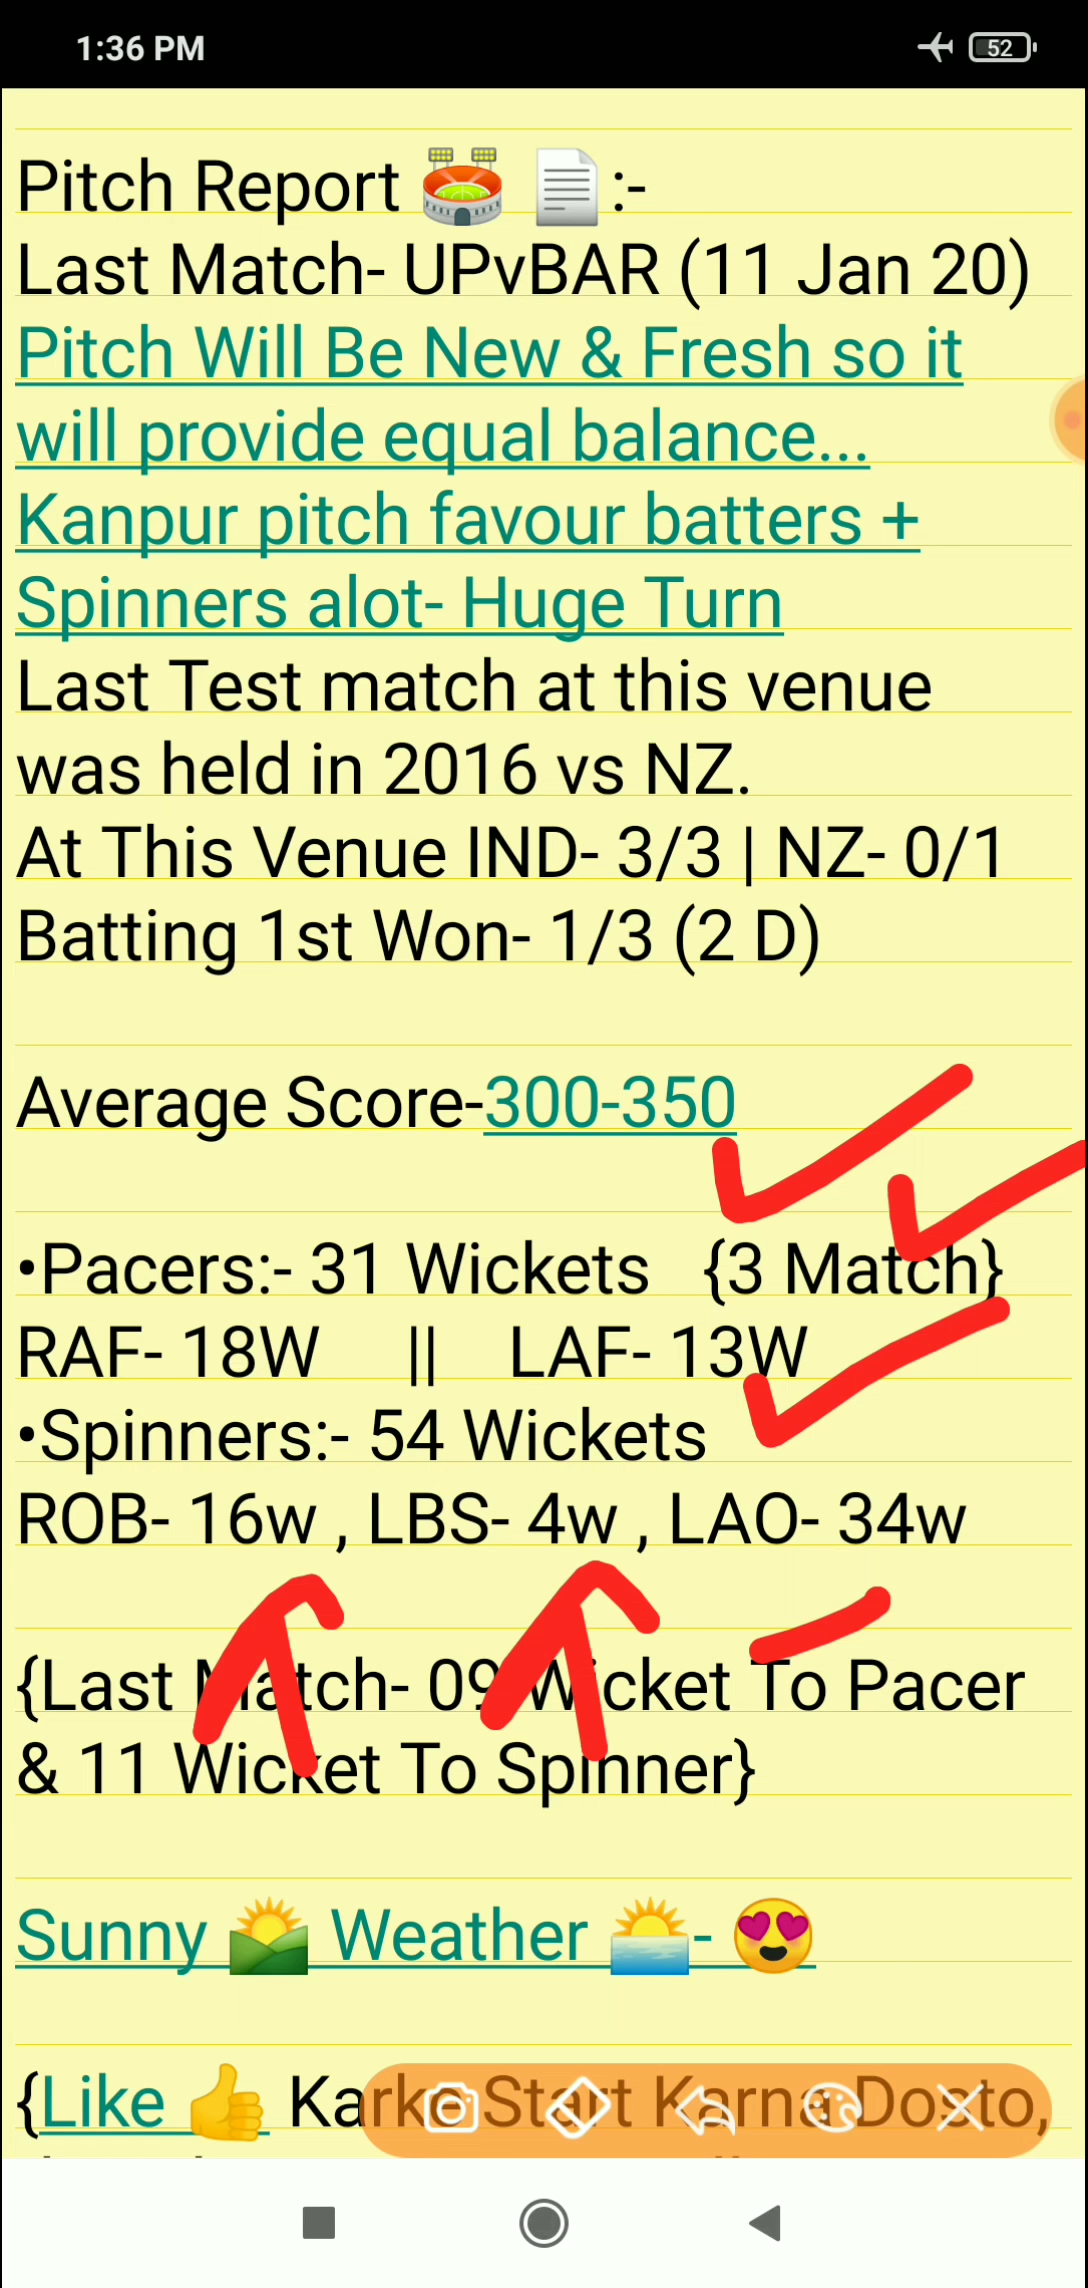 1:36 PM
52
Pitch Report 🏟️ 📄 :-
Last Match- UPvBAR (11 Jan 20)
Pitch Will Be New & Fresh so it
will provide equal balance...
Kanpur pitch favour batters +
Spinners alot- Huge Turn
Last Test match at this venue
was held in 2016 vs NZ.
At This Venue IND- 3/3 | NZ- 0/1
Batting 1st Won- 1/3 (2 D)
Average Score-300-350
•Pacers:- 31 Wickets {3 Match}
RAF- 18W || LAF- 13W
•Spinners:- 54 Wickets
ROB- 16w , LBS- 4w , LAO- 34w
{Last Match- 09 Wicket To Pacer
& 11 Wicket To Spinner}
Sunny 🌄 Weather 🌅- 😍
{Like 👍 Karke Start Karna Dosto,